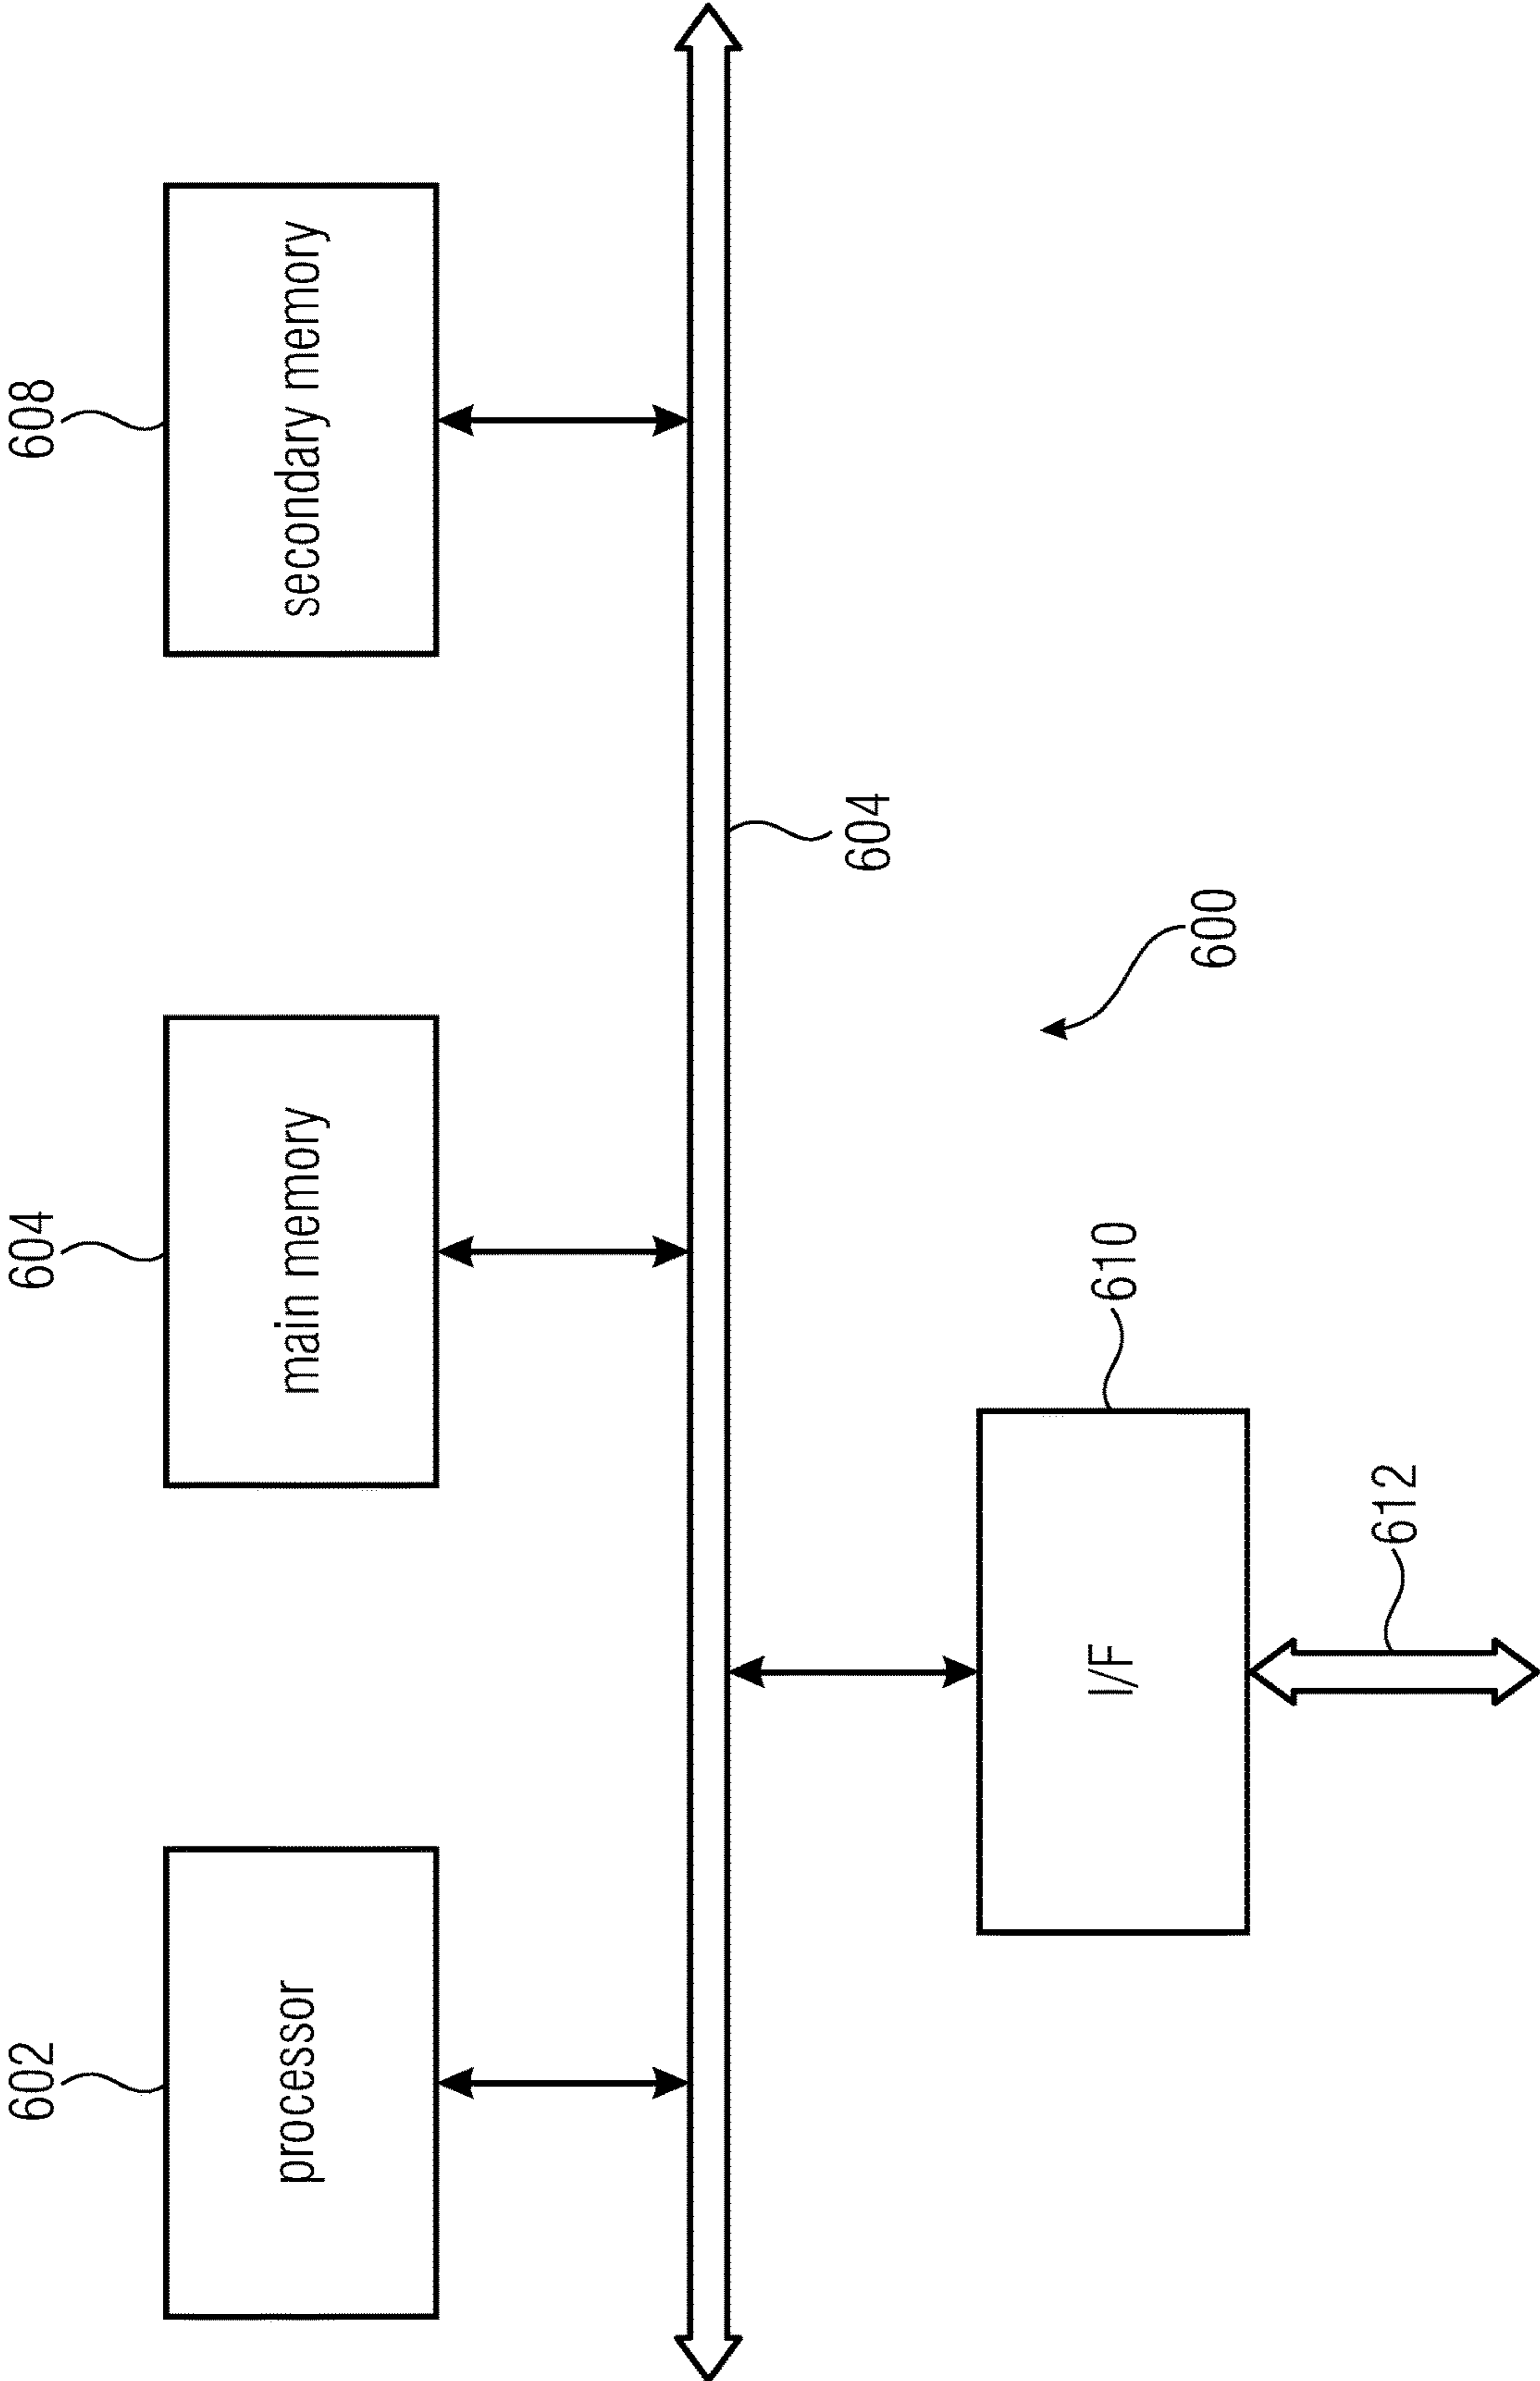 602
604
608
processor
main memory
secondary memory
604
600
610
I/F
612